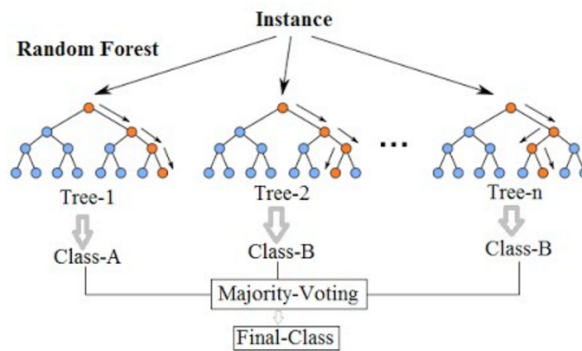 Instance
Random Forest
...
Tree-1
Tree-2
Tree-n
Class-A
Class-B
Class-B
Majority-Voting
Final-Class